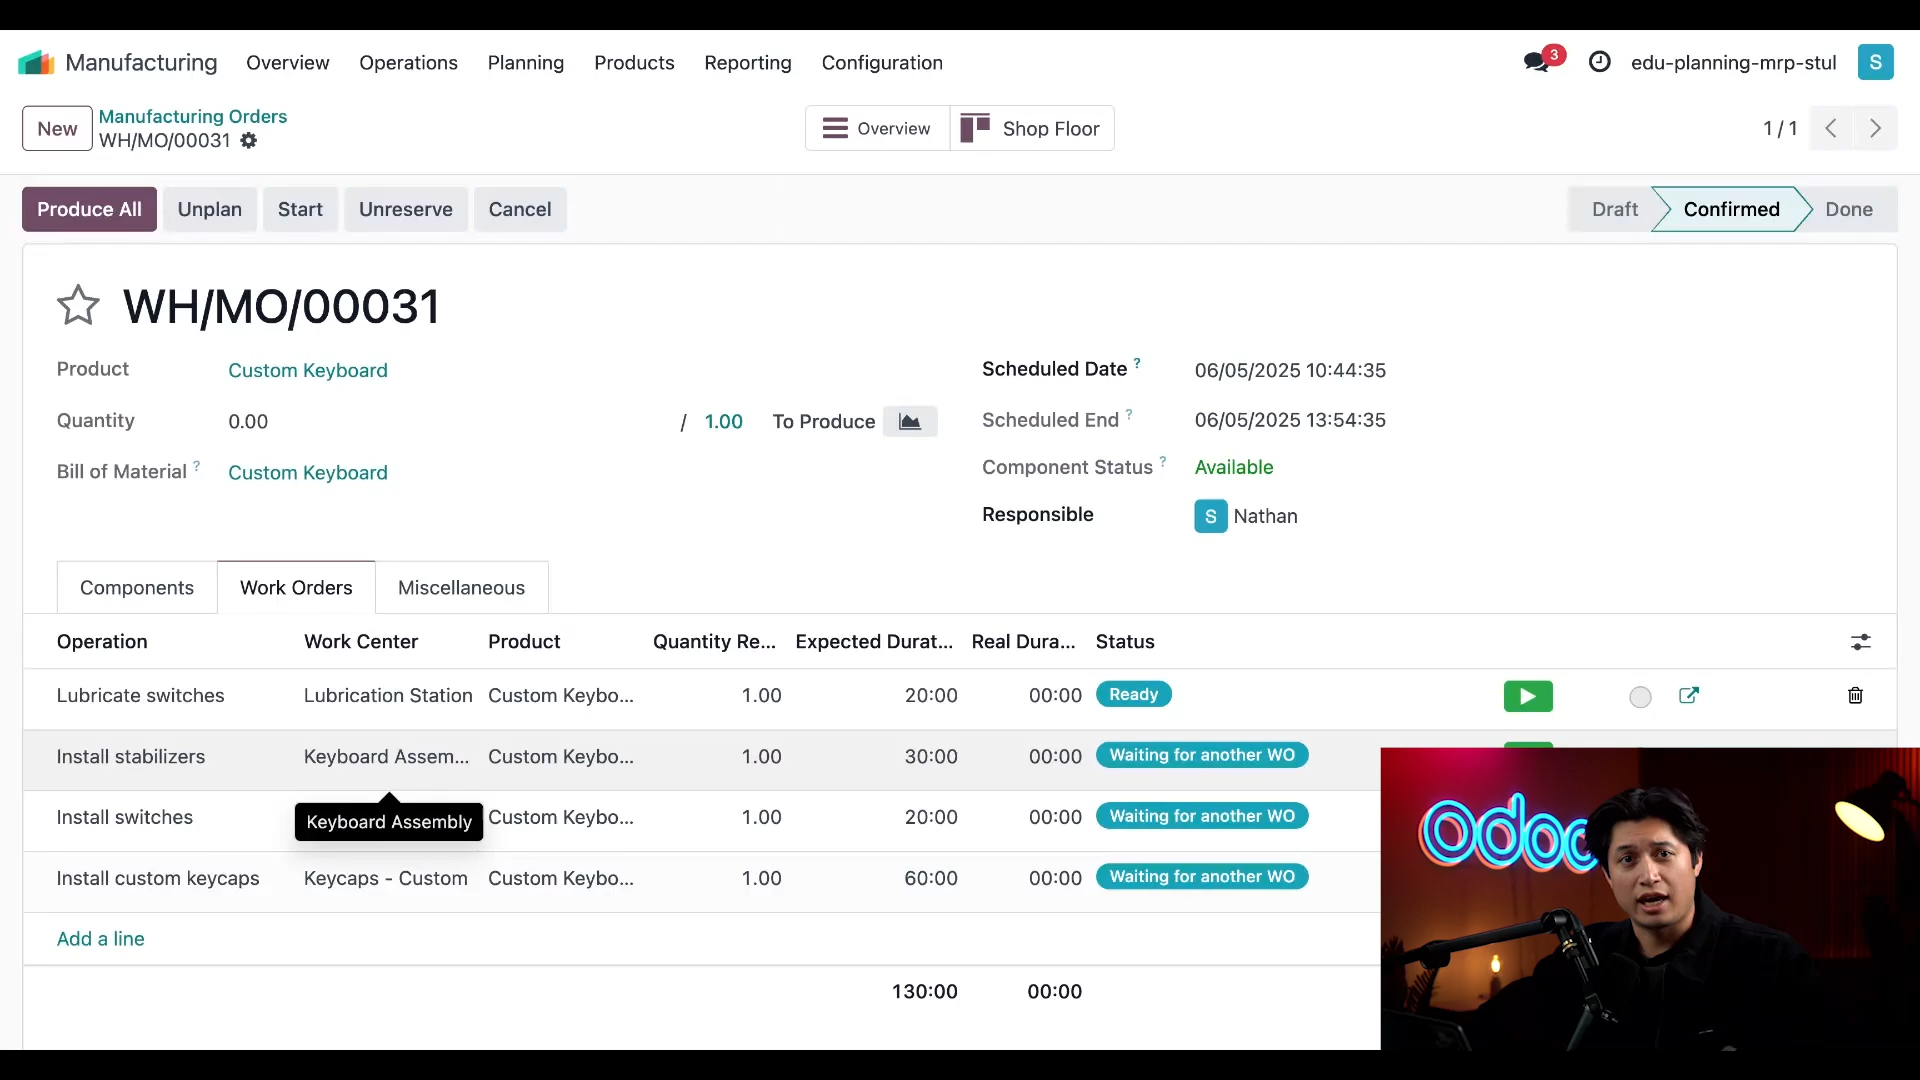 Manufacturing Overview Operations Planning Products Reporting Configuration 3 edu-planning-mrp-stul S
New Manufacturing Orders
WH/MO/00031
Overview Shop Floor 1 / 1
Produce All Unplan Start Unreserve Cancel Draft Confirmed Done
WH/MO/00031
Product Custom Keyboard Scheduled Date ? 06/05/2025 10:44:35
Quantity 0.00 / 1.00 To Produce Scheduled End ? 06/05/2025 13:54:35
Bill of Material ? Custom Keyboard Component Status ? Available
Responsible S Nathan
Components Work Orders Miscellaneous
Operation Work Center Product Quantity Re... Expected Durat... Real Dura... Status
Lubricate switches Lubrication Station Custom Keybo... 1.00 20:00 00:00 Ready
Install stabilizers Keyboard Assem... Custom Keybo... 1.00 30:00 00:00 Waiting for another WO
Install switches Keyboard Assembly Custom Keybo... 1.00 20:00 00:00 Waiting for another WO
Install custom keycaps Keycaps - Custom Custom Keybo... 1.00 60:00 00:00 Waiting for another WO
Add a line
130:00 00:00
odoo